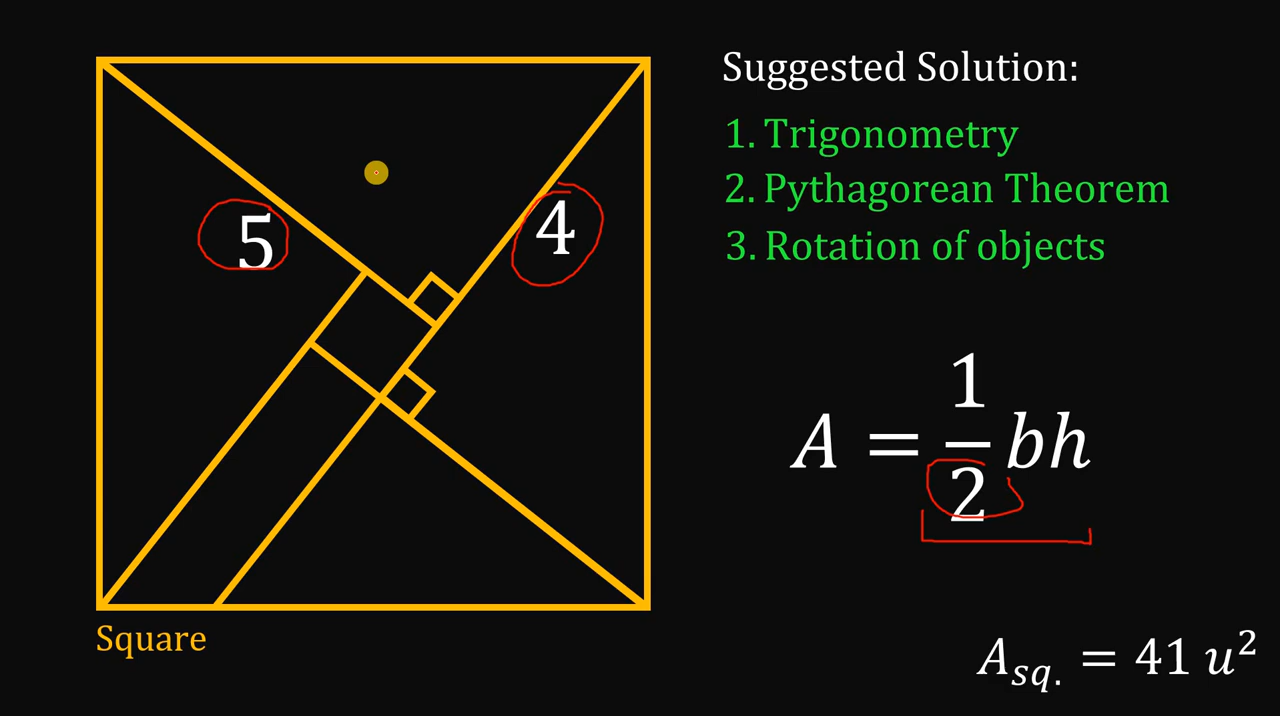 5
4
Square
Suggested Solution:
1. Trigonometry
2. Pythagorean Theorem
3. Rotation of objects
A = 1/2 bh
A_sq. = 41 u²